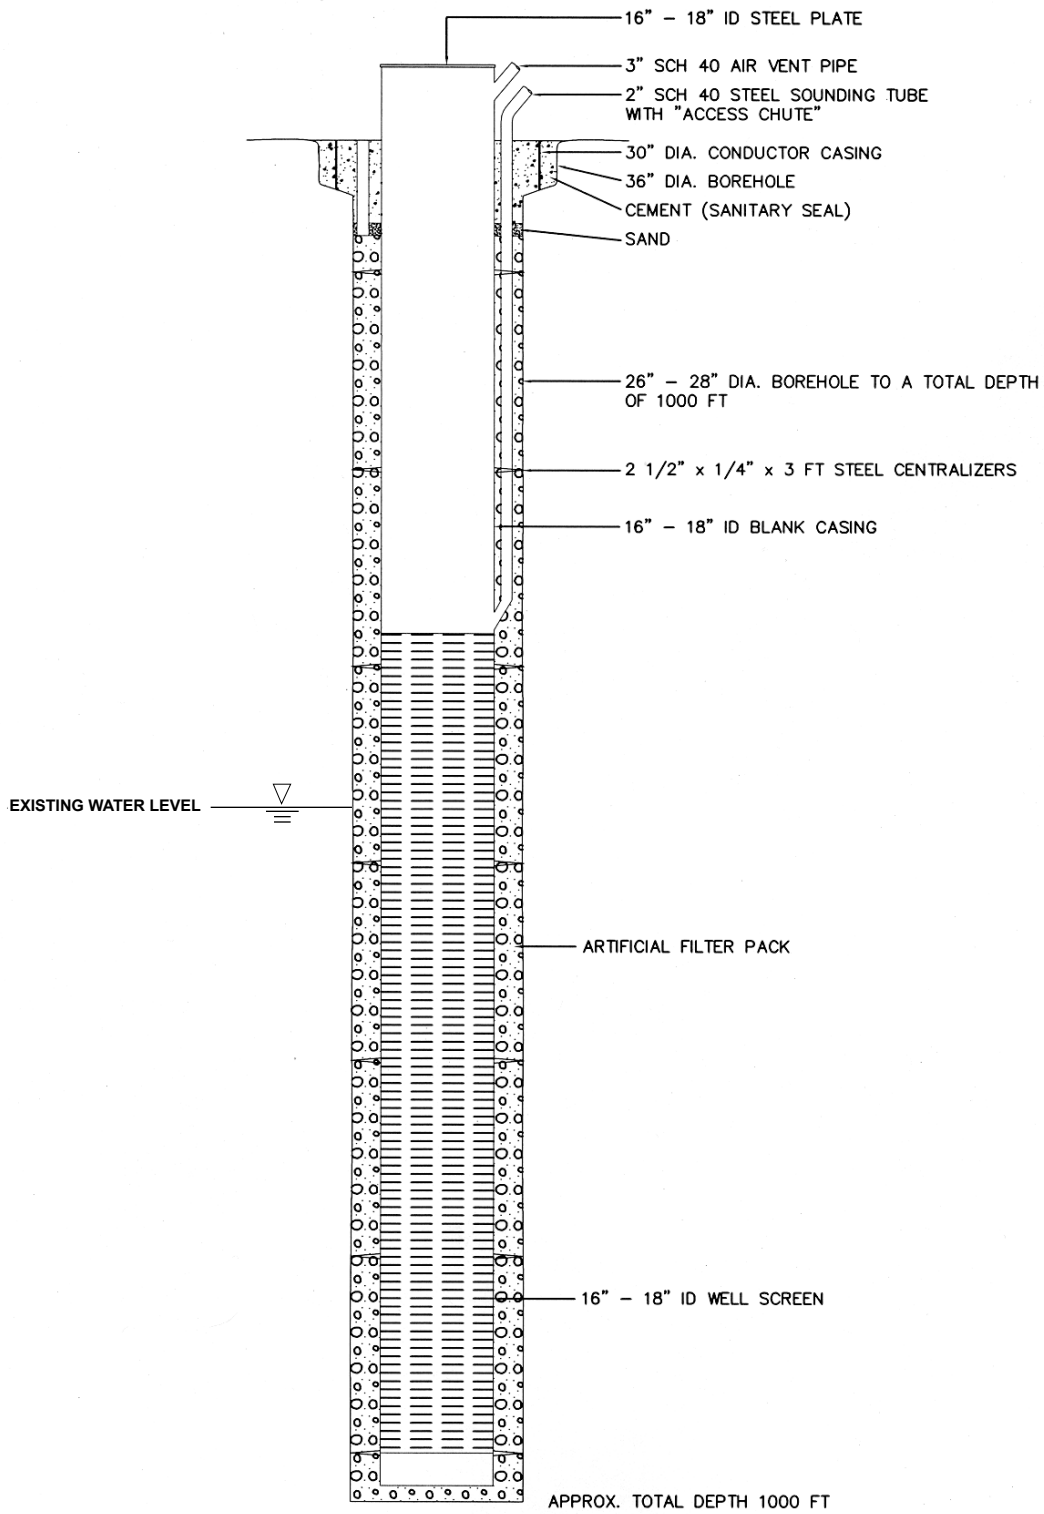 16” – 18” ID STEEL PLATE
3” SCH 40 AIR VENT PIPE
2” SCH 40 STEEL SOUNDING TUBE
WITH ”ACCESS CHUTE”
30” DIA. CONDUCTOR CASING
36” DIA. BOREHOLE
CEMENT (SANITARY SEAL)
SAND
26” – 28” DIA. BOREHOLE TO A TOTAL DEPTH
OF 1000 FT
2 1/2” x 1/4” x 3 FT STEEL CENTRALIZERS
16” – 18” ID BLANK CASING
EXISTING WATER LEVEL
ARTIFICIAL FILTER PACK
16” – 18” ID WELL SCREEN
APPROX. TOTAL DEPTH 1000 FT